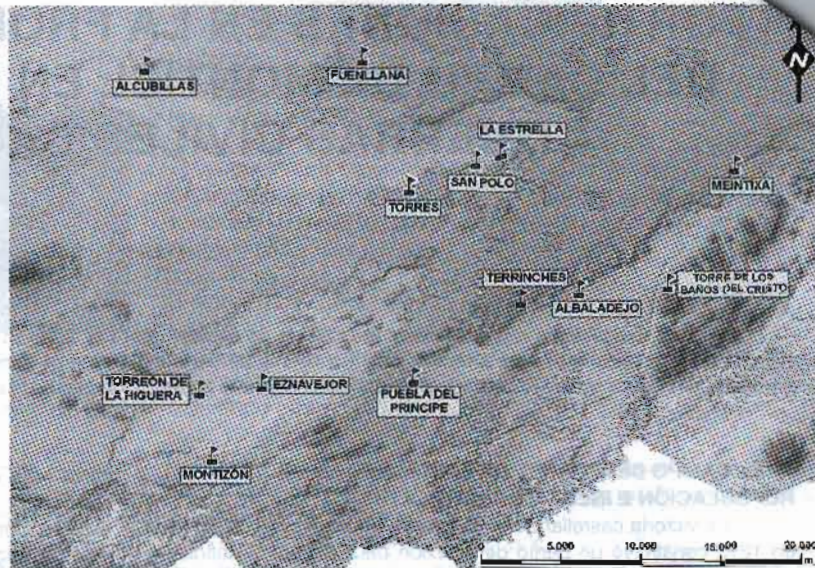 N
ALCUBILLAS
FUENLLANA
LA ESTRELLA
SAN POLO
MEINTIXA
TORRES
TERRINCHES
TORRE DE LOS
BAÑOS DEL CRISTO
ALBALADEJO
TORREÓN DE
LA HIGUERA
EZNAVEJOR
PUEBLA DEL
PRINCIPE
MONTIZÓN
5.000
10.000
15.000
20.000
m